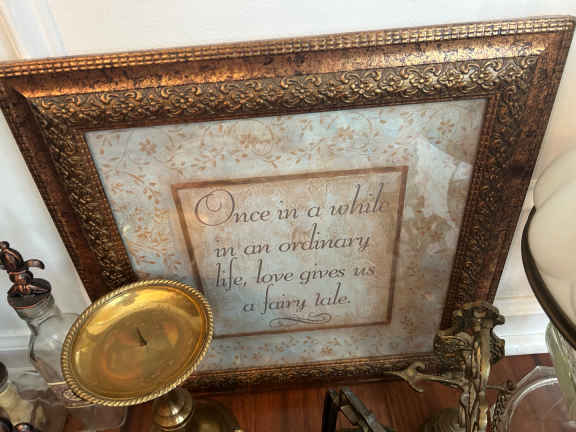 Once in a while
in an ordinary
life, love gives us
a fairy tale.